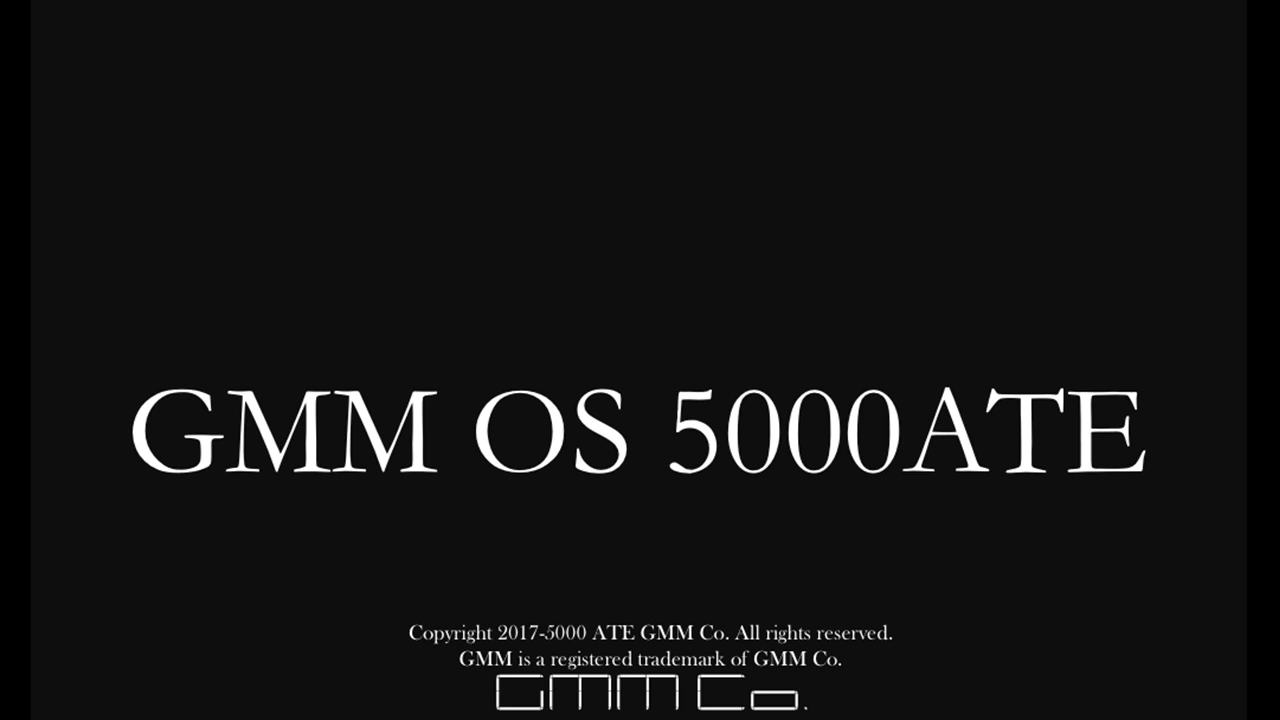 GMM OS 5000ATE
Copyright 2017-5000 ATE GMM Co. All rights reserved.
GMM is a registered trademark of GMM Co.
GMM Co.